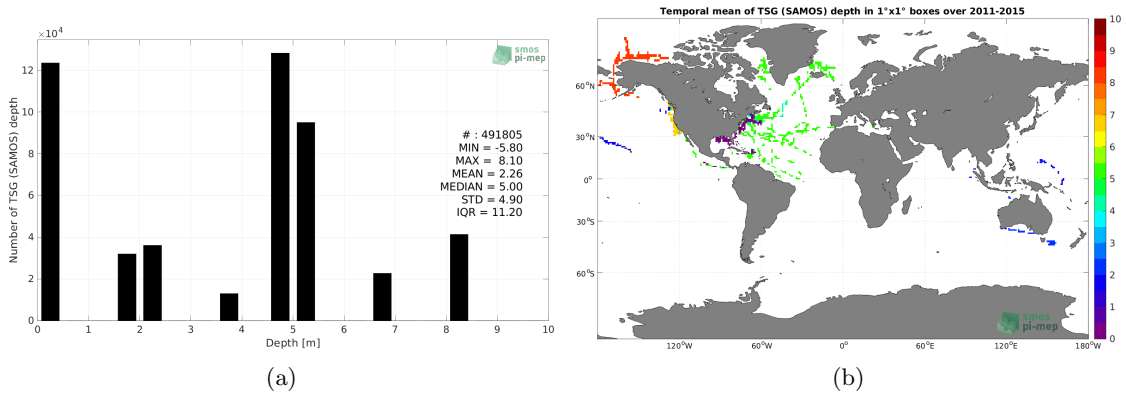 ×10⁴
smos
pi-mep
12
10
8
6
4
2
0
Number of TSG (SAMOS) depth
# : 491805
MIN = -5.80
MAX = 8.10
MEAN = 2.26
MEDIAN = 5.00
STD = 4.90
IQR = 11.20
0 1 2 3 4 5 6 7 8 9 10
Depth [m]
(a)
Temporal mean of TSG (SAMOS) depth in 1°x1° boxes over 2011-2015
60°N
30°N
0°
30°S
60°S
120°W 60°W 0° 60°E 120°E 180°W
smos
pi-mep
10
9
8
7
6
5
4
3
2
1
0
(b)